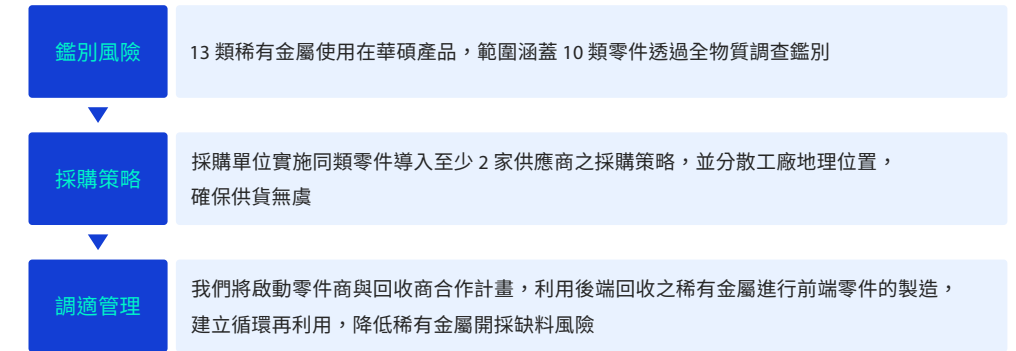 鑑別風險
13 類稀有金屬使用在華碩產品，範圍涵蓋 10 類零件透過全物質調查鑑別
採購策略
採購單位實施同類零件導入至少 2 家供應商之採購策略，並分散工廠地理位置，
確保供貨無虞
調適管理
我們將啟動零件商與回收商合作計畫，利用後端回收之稀有金屬進行前端零件的製造，
建立循環再利用，降低稀有金屬開採缺料風險